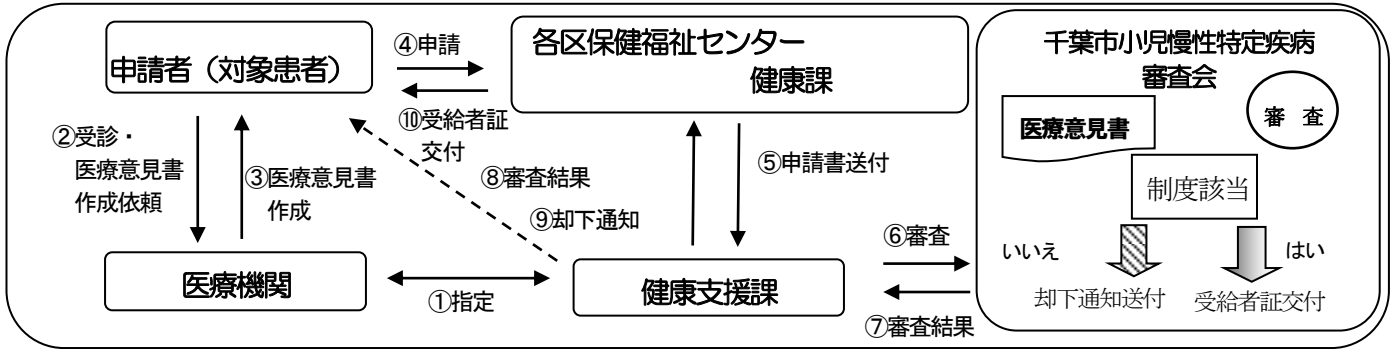 申請者（対象患者）
④申請
⑩受給者証
交付
各区保健福祉センター
健康課
千葉市小児慢性特定疾病
審査会
医療意見書
審 査
制度該当
いいえ
はい
却下通知送付
受給者証交付
②受診・
医療意見書
作成依頼
③医療意見書
作成
⑧審査結果
⑨却下通知
⑤申請書送付
⑥審査
⑦審査結果
医療機関
①指定
健康支援課